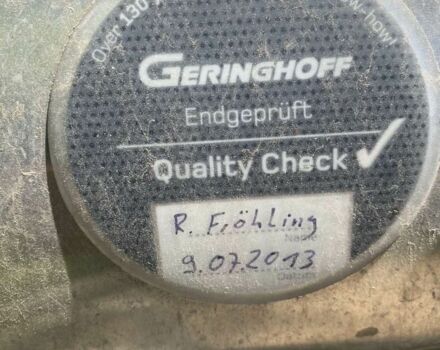 Over 130
how!
GERINGHOFF
Endgeprüft
Quality Check
R. Fröhling
Name
9.07.2013
Datum